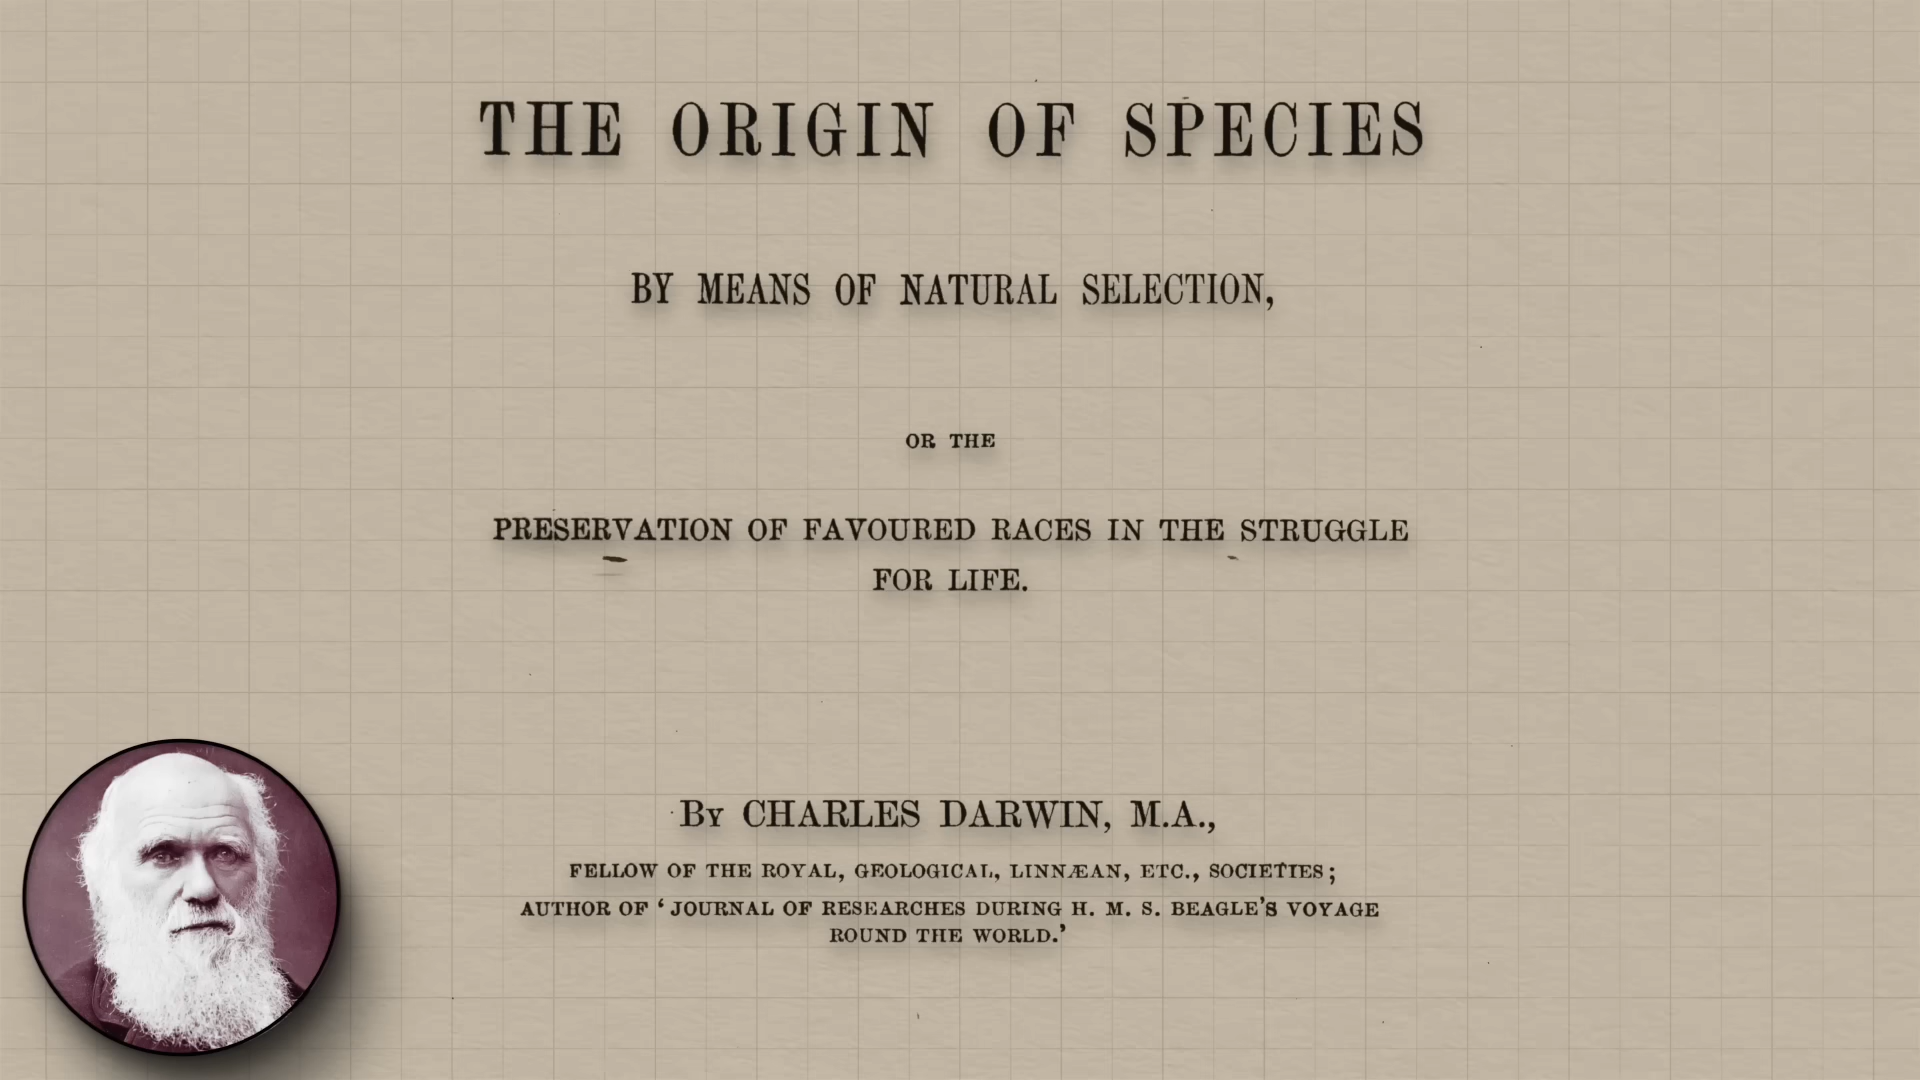 THE ORIGIN OF SPECIES
BY MEANS OF NATURAL SELECTION,
OR THE
PRESERVATION OF FAVOURED RACES IN THE STRUGGLE
FOR LIFE.
By CHARLES DARWIN, M.A.,
FELLOW OF THE ROYAL, GEOLOGICAL, LINNÆAN, ETC., SOCIETIES;
AUTHOR OF ‘JOURNAL OF RESEARCHES DURING H. M. S. BEAGLE’S VOYAGE
ROUND THE WORLD.’